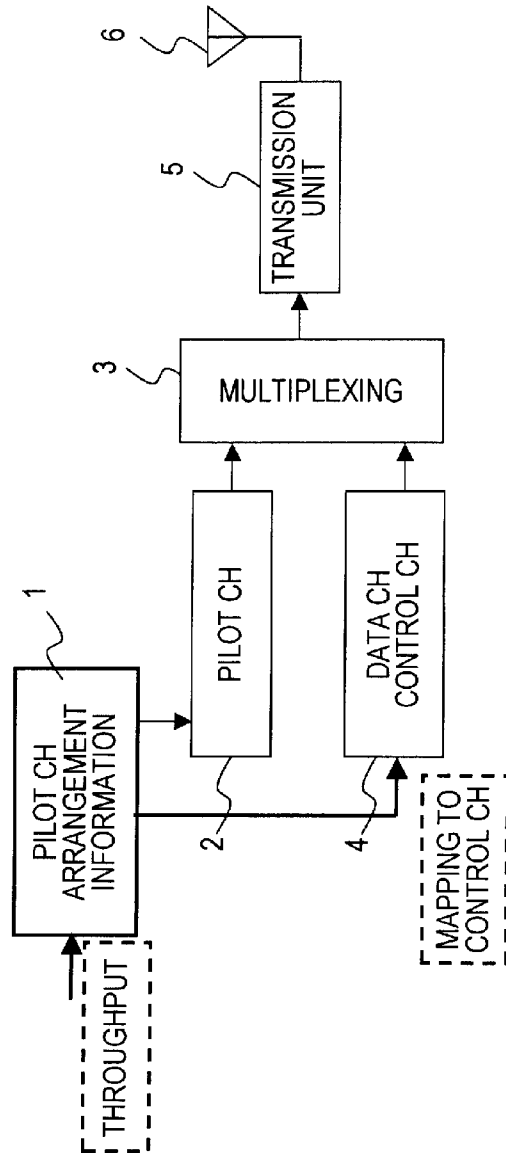 THROUGHPUT
1
PILOT CH
ARRANGEMENT
INFORMATION
2
PILOT CH
MAPPING TO
CONTROL CH
4
DATA CH
CONTROL CH
3
MULTIPLEXING
5
TRANSMISSION
UNIT
6